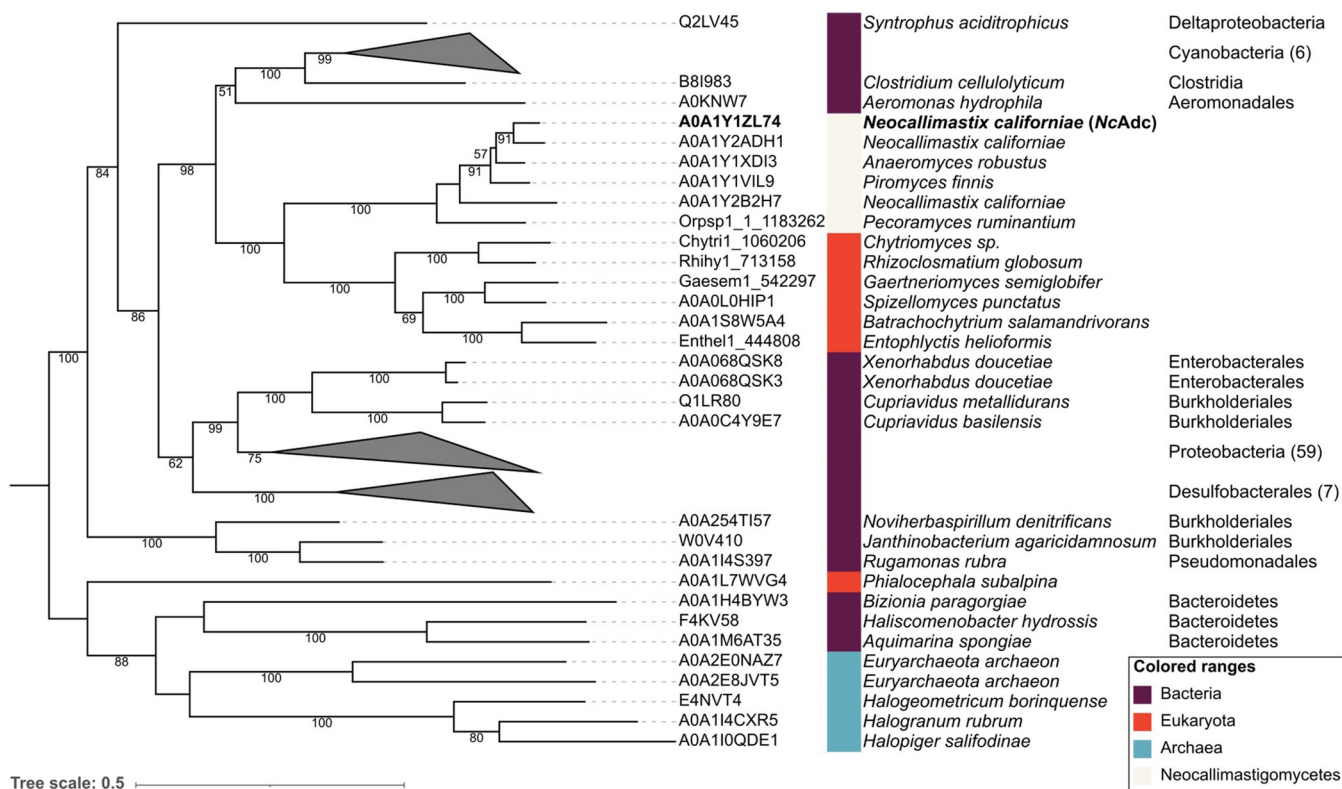 Q2LV45 Syntrophus aciditrophicus Deltaproteobacteria
99 Cyanobacteria (6)
100
B8I983 Clostridium cellulolyticum Clostridia
51
A0KNW7 Aeromonas hydrophila Aeromonadales
A0A1Y1ZL74 Neocallimastix californiae (NcAdc)
91
A0A1Y2ADH1 Neocallimastix californiae
57
98
84
A0A1Y1XDI3 Anaeromyces robustus
91
A0A1Y1VIL9 Piromyces finnis
A0A1Y2B2H7 Neocallimastix californiae
100
Orpsp1_1_1183262 Pecoramyces ruminantium
Chytri1_1060206 Chytriomyces sp.
100
100
Rhihy1_713158 Rhizoclosmatium globosum
Gaesem1_542297 Gaertneriomyces semiglobifer
100
100
A0A0L0HIP1 Spizellomyces punctatus
86
69
A0A1S8W5A4 Batrachochytrium salamandrivorans
100
Enthel1_444808 Entophlyctis helioformis
100
A0A068QSK8 Xenorhabdus doucetiae Enterobacterales
100
A0A068QSK3 Xenorhabdus doucetiae Enterobacterales
100
Q1LR80 Cupriavidus metallidurans Burkholderiales
100
A0A0C4Y9E7 Cupriavidus basilensis Burkholderiales
99
75 Proteobacteria (59)
62
100 Desulfobacterales (7)
A0A254TI57 Noviherbaspirillum denitrificans Burkholderiales
W0V410 Janthinobacterium agaricidamnosum Burkholderiales
100
100
A0A1I4S397 Rugamonas rubra Pseudomonadales
A0A1L7WVG4 Phialocephala subalpina
A0A1H4BYW3 Bizionia paragorgiae Bacteroidetes
F4KV58 Haliscomenobacter hydrossis Bacteroidetes
100
A0A1M6AT35 Aquimarina spongiae Bacteroidetes
88
A0A2E0NAZ7 Euryarchaeota archaeon
100
A0A2E8JVT5 Euryarchaeota archaeon
E4NVT4 Halogeometricum borinquense
100
A0A1I4CXR5 Halogranum rubrum
80
A0A1I0QDE1 Halopiger salifodinae
Colored ranges
Bacteria
Eukaryota
Archaea
Neocallimastigomycetes
Tree scale: 0.5